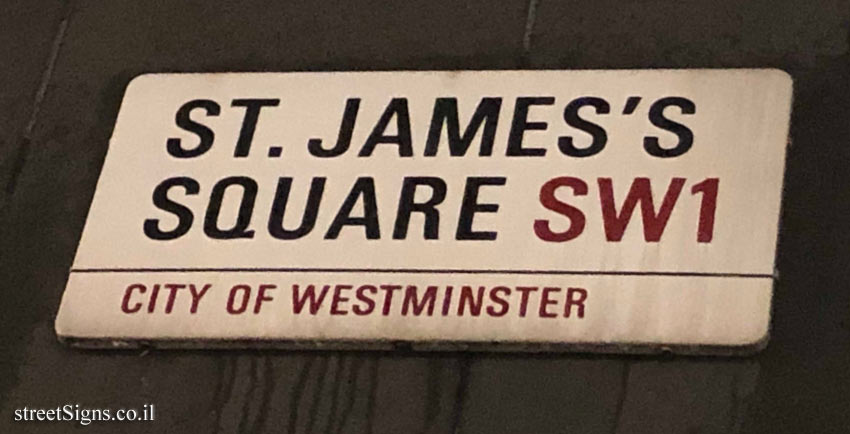 ST. JAMES'S
SQUARE SW1
CITY OF WESTMINSTER
streetSigns.co.il